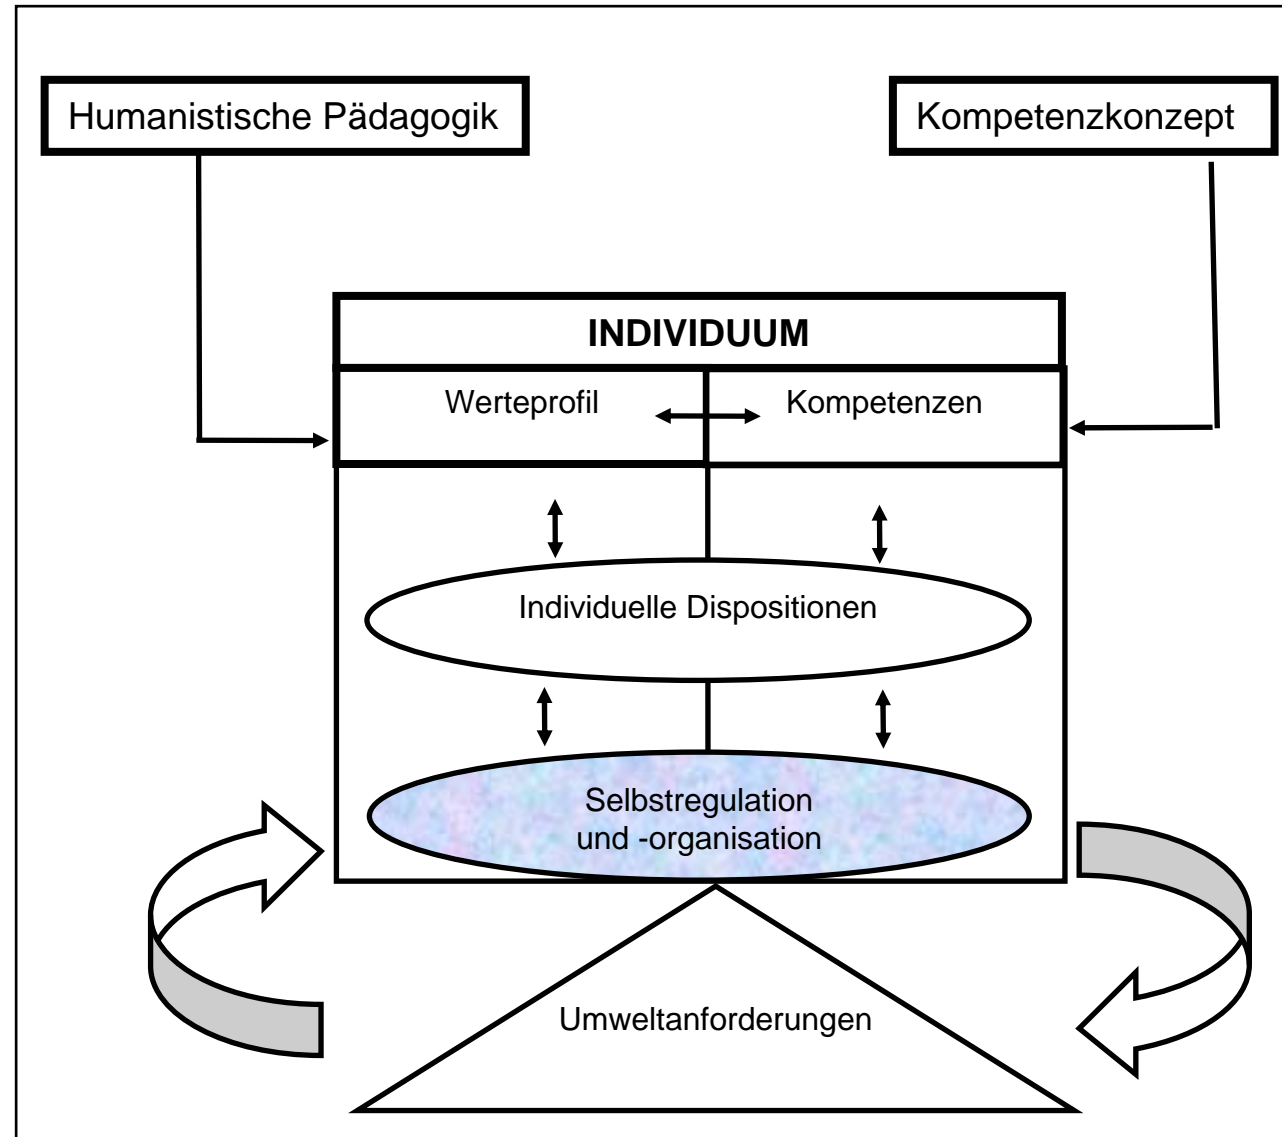 Humanistische Pädagogik
Kompetenzkonzept
INDIVIDUUM
Werteprofil
Kompetenzen
Individuelle Dispositionen
Selbstregulation
und -organisation
Umweltanforderungen